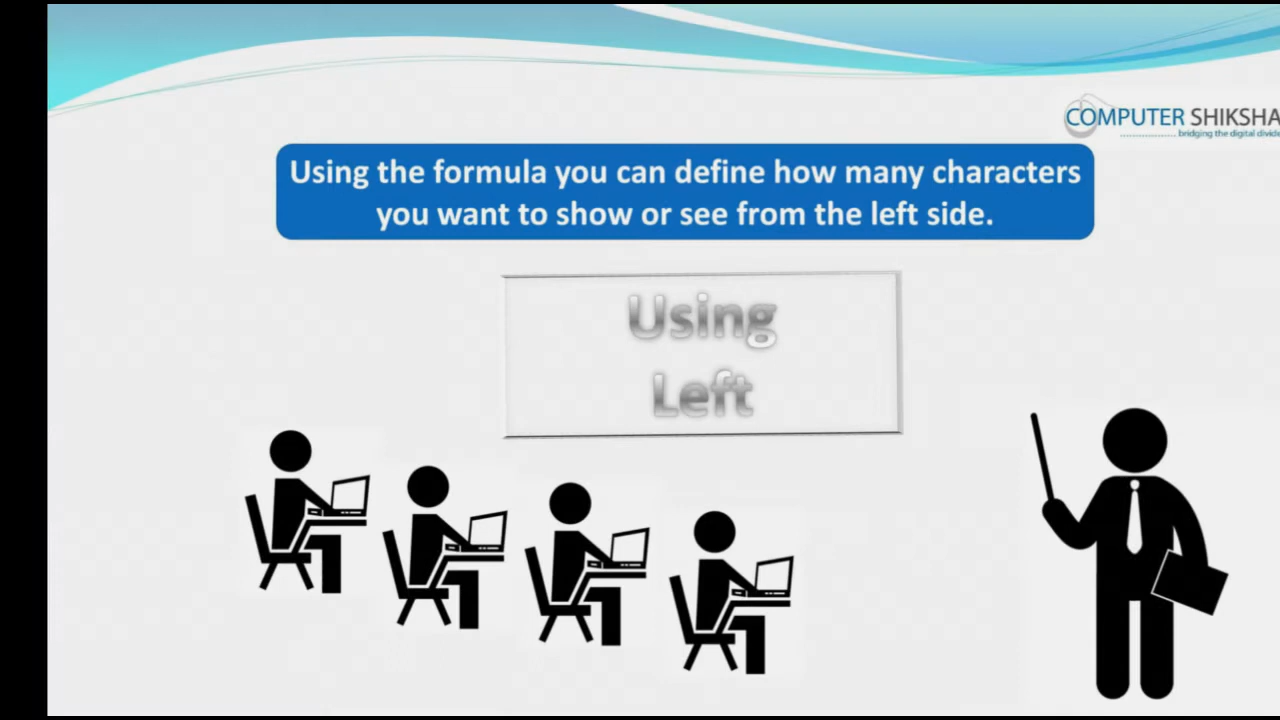 COMPUTER SHIKSHA
bridging the digital divide
Using the formula you can define how many characters
you want to show or see from the left side.
Using
Left